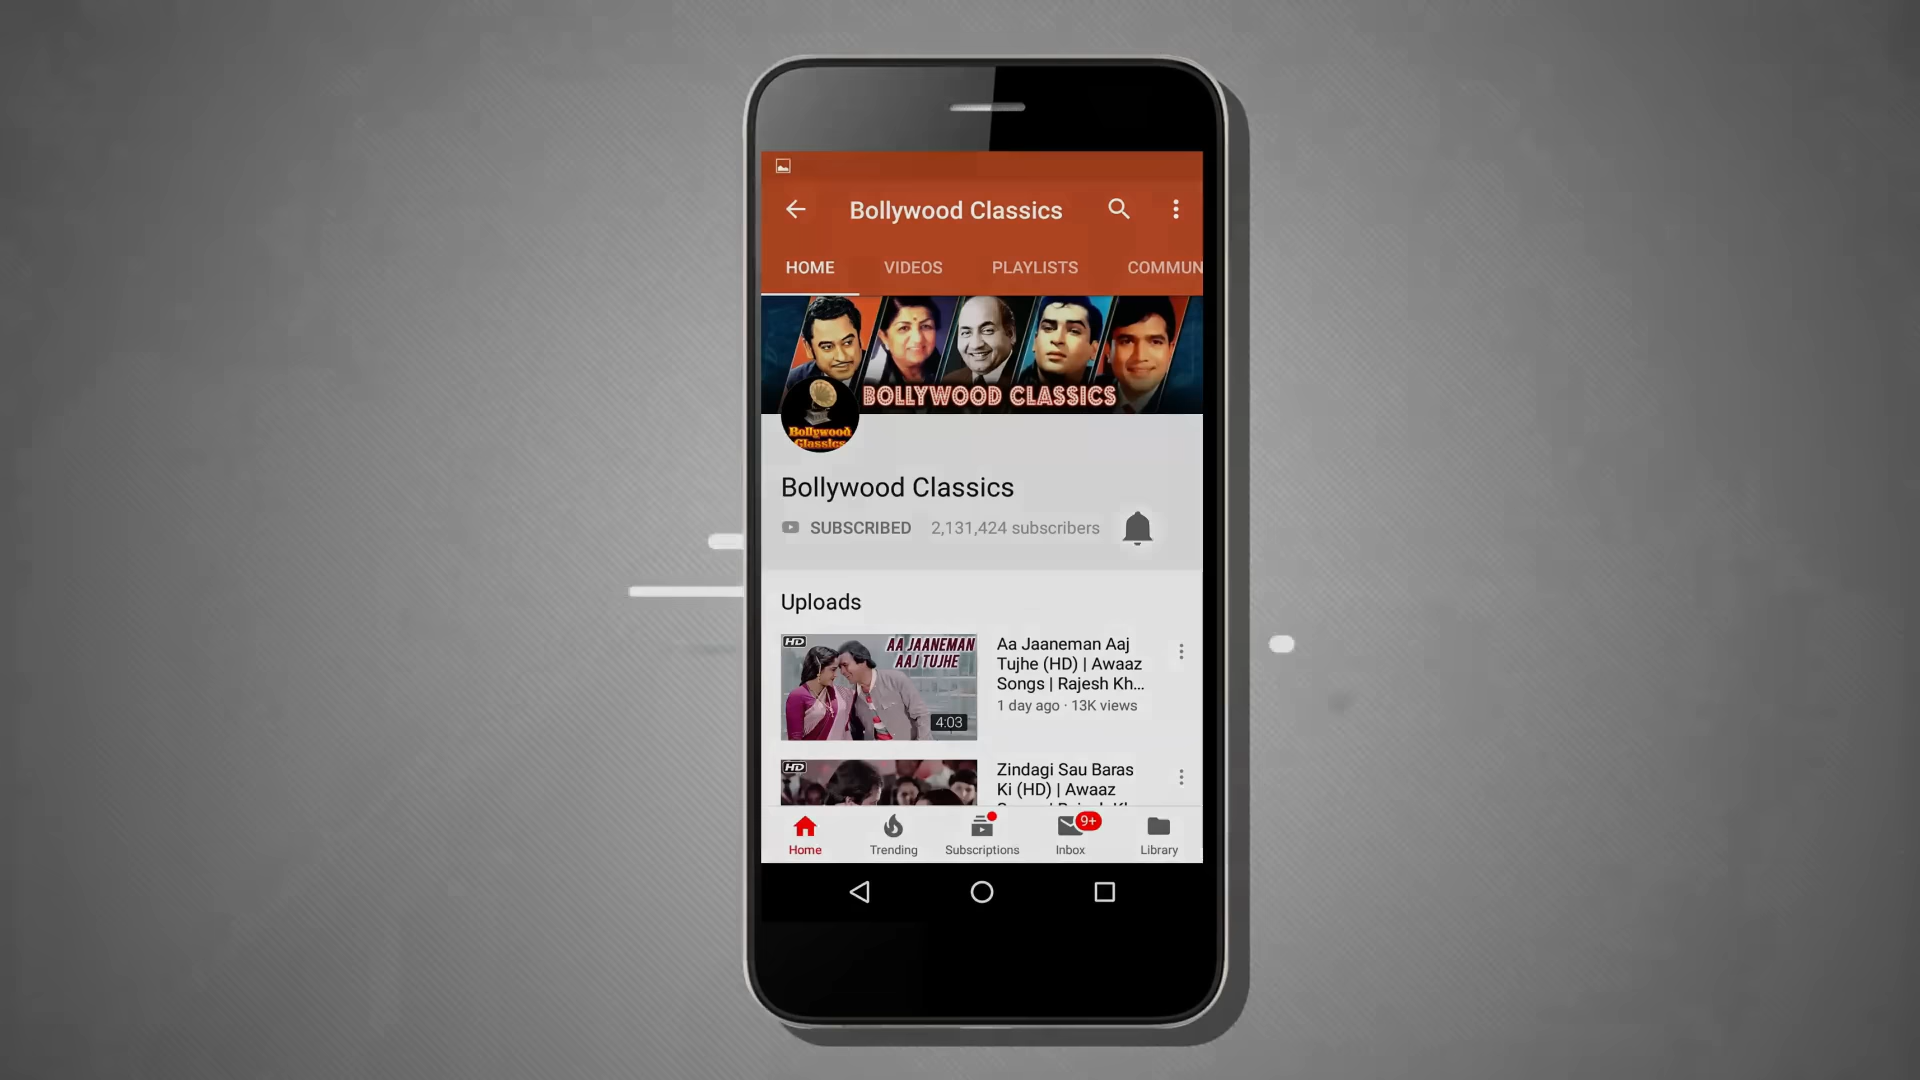 Bollywood Classics
HOME VIDEOS PLAYLISTS COMMUN
BOLLYWOOD CLASSICS
Bollywood
Classics
Bollywood Classics
SUBSCRIBED 2,131,424 subscribers
Uploads
HD
AA JAANEMAN
AAJ TUJHE
4:03
Aa Jaaneman Aaj
Tujhe (HD) | Awaaz
Songs | Rajesh Kh...
1 day ago · 13K views
HD
Zindagi Sau Baras
Ki (HD) | Awaaz
9+
Home Trending Subscriptions Inbox Library